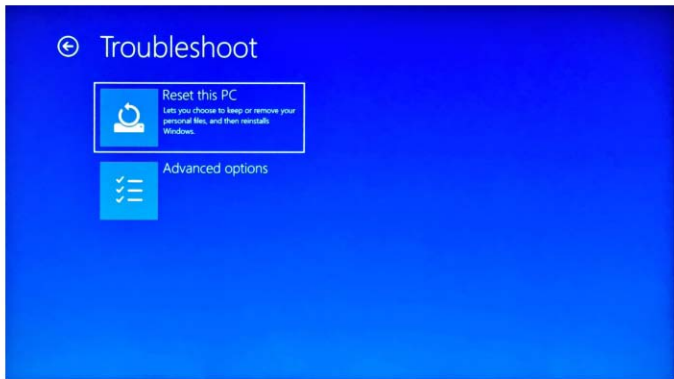 Troubleshoot
Reset this PC
Lets you choose to keep or remove your
personal files, and then reinstalls
Windows.
Advanced options